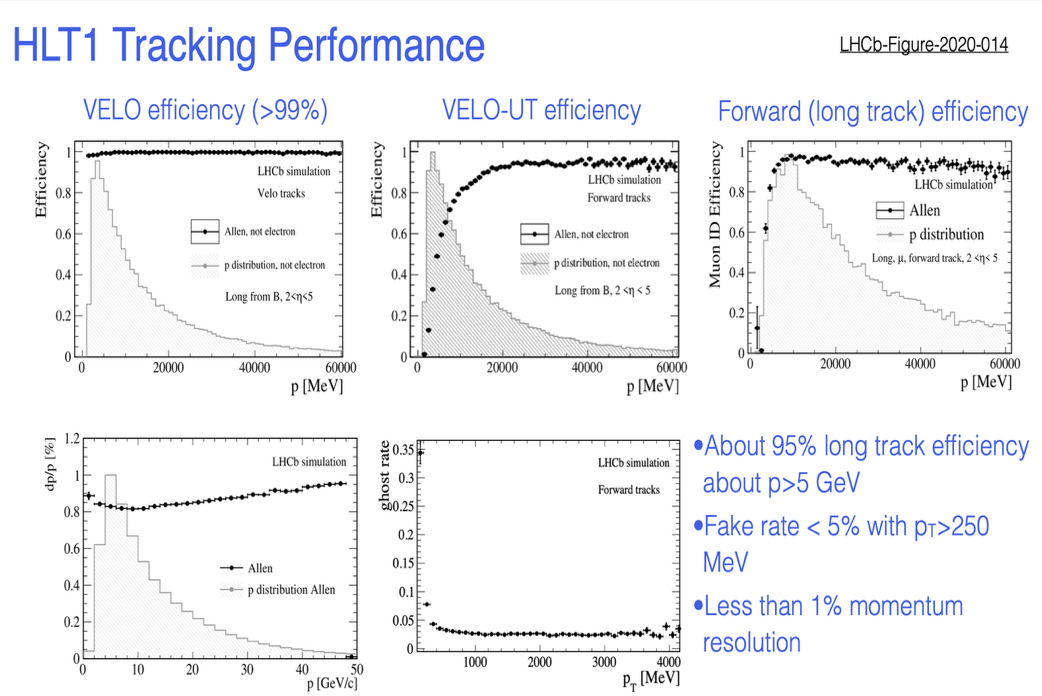 HLT1 Tracking Performance
LHCb-Figure-2020-014
VELO efficiency (>99%)
VELO-UT efficiency
Forward (long track) efficiency
Efficiency
1
0.8
0.6
0.4
0.2
0
LHCb simulation
Velo tracks
Allen, not electron
p distribution, not electron
Long from B, 2<η<5
0 20000 40000 60000
p [MeV]
Efficiency
1
0.8
0.6
0.4
0.2
0
LHCb simulation
Forward tracks
Allen, not electron
p distribution, not electron
Long from B, 2 <η < 5
0 20000 40000 60000
p [MeV]
Muon ID Efficiency
1
0.8
0.6
0.4
0.2
0
LHCb simulation
Allen
p distribution
Long, μ, forward track, 2 <η< 5
0 20000 40000 60000
p [MeV]
dp/p [%]
1.2
1
0.8
0.6
0.4
0.2
0
LHCb simulation
Allen
p distribution Allen
0 10 20 30 40 50
p [GeV/c]
ghost rate
0.35
0.3
0.25
0.2
0.15
0.1
0.05
0
LHCb simulation
Forward tracks
1000 2000 3000 4000
pT [MeV]
•About 95% long track efficiency
about p>5 GeV
•Fake rate < 5% with pT>250
MeV
•Less than 1% momentum
resolution